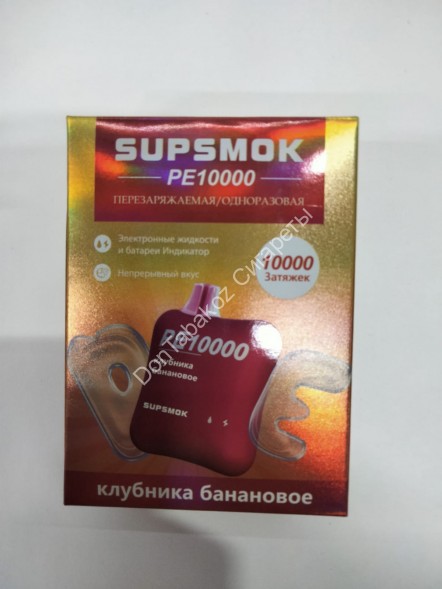 SUPSMOK
PE10000
ПЕРЕЗАРЯЖАЕМАЯ/ОДНОРАЗОВАЯ
Электронные жидкости
и батареи Индикатор
Непрерывный вкус
10000
Затяжек
DonTabakoz Сигареты
PE10000
клубника
банановое
SUPSMOK
P E
клубника банановое